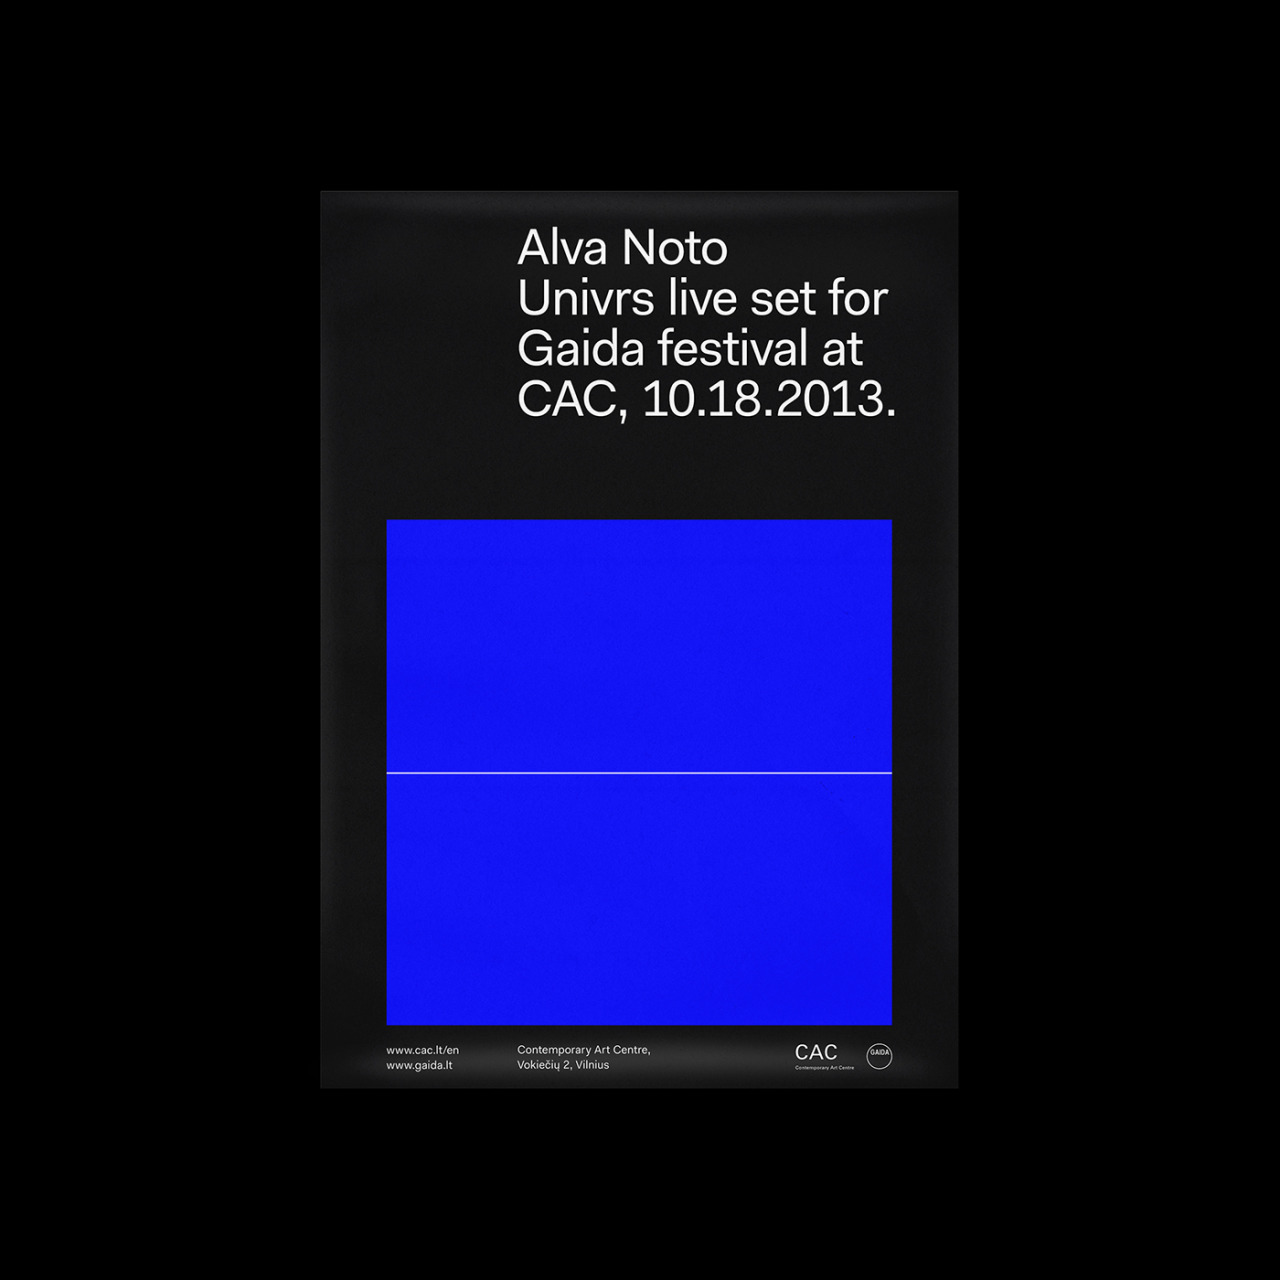 Alva Noto
Univrs live set for
Gaida festival at
CAC, 10.18.2013.
www.cac.lt/en
www.gaida.lt
Contemporary Art Centre,
Vokiečių 2, Vilnius
CAC
Contemporary Art Centre
GAIDA